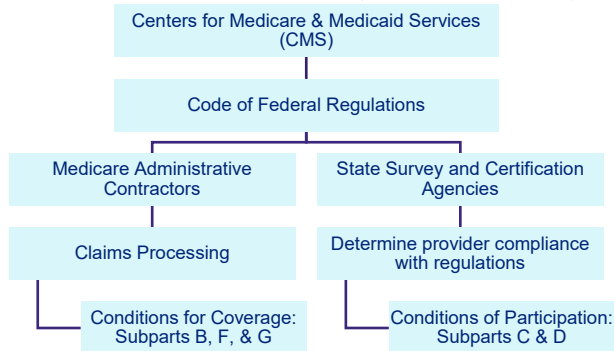 Centers for Medicare & Medicaid Services
(CMS)
Code of Federal Regulations
Medicare Administrative
Contractors
State Survey and Certification
Agencies
Claims Processing
Determine provider compliance
with regulations
Conditions for Coverage:
Subparts B, F, & G
Conditions of Participation:
Subparts C & D